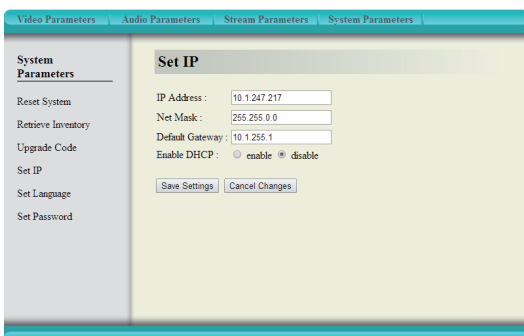 Video Parameters Audio Parameters Stream Parameters System Parameters
System
Parameters
Reset System
Retrieve Inventory
Upgrade Code
Set IP
Set Language
Set Password
Set IP
IP Address : 10.1.247.217
Net Mask : 255.255.0.0
Default Gateway : 10.1.255.1
Enable DHCP : enable disable
Save Settings Cancel Changes